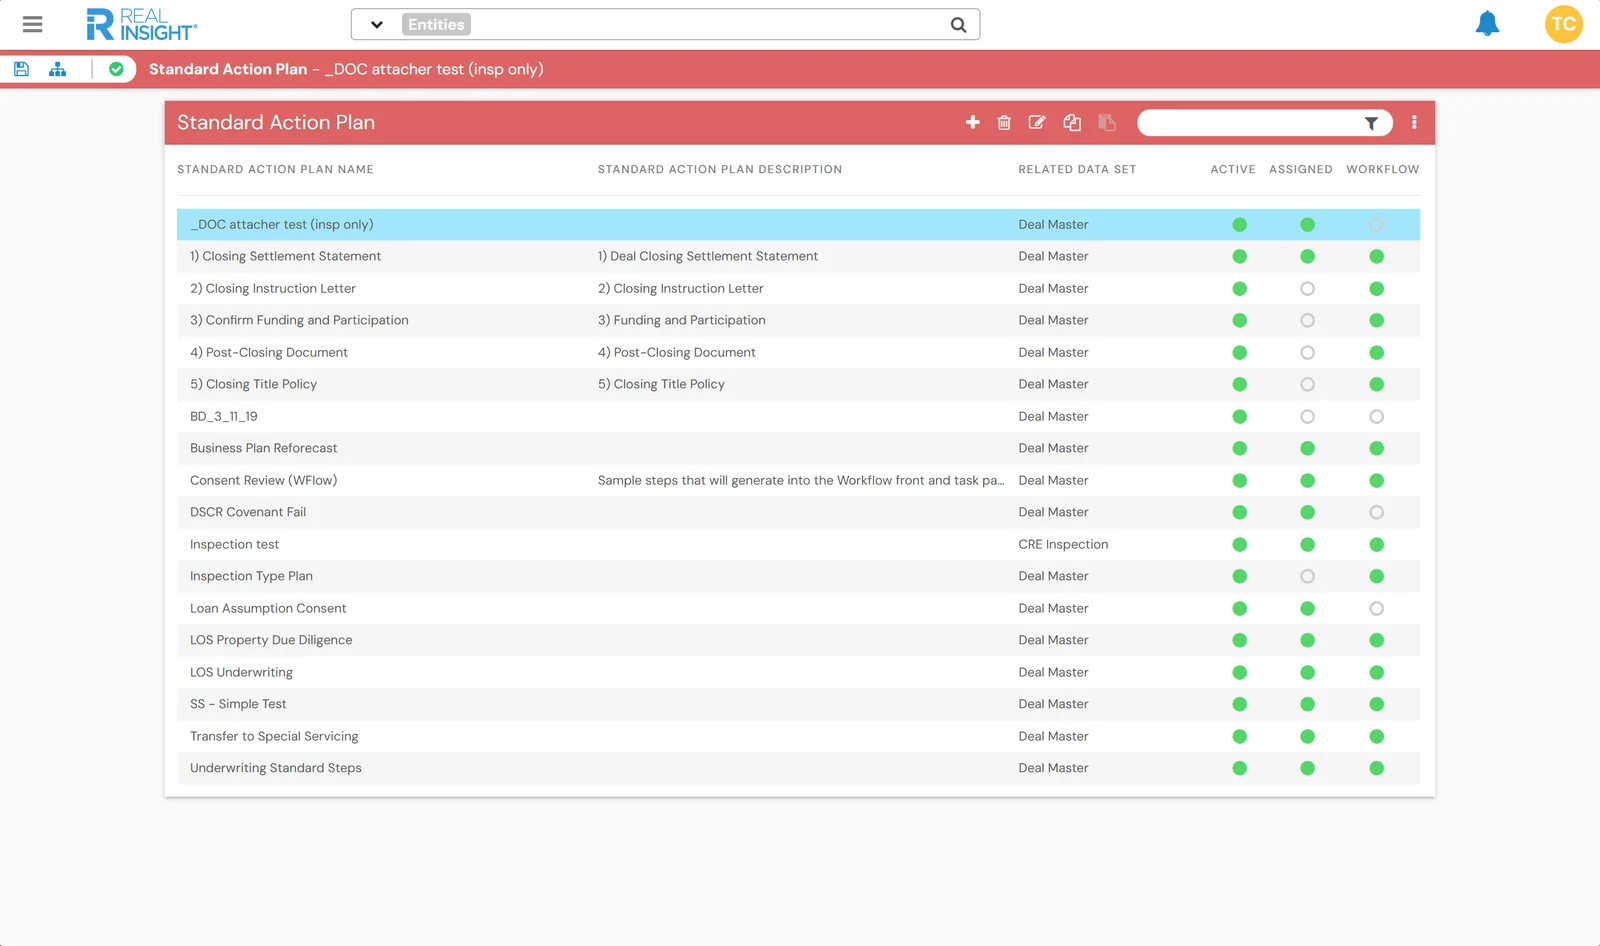 REAL
INSIGHT
Entities
TC
Standard Action Plan - _DOC attacher test (insp only)
Standard Action Plan
STANDARD ACTION PLAN NAME STANDARD ACTION PLAN DESCRIPTION RELATED DATA SET ACTIVE ASSIGNED WORKFLOW
_DOC attacher test (insp only) Deal Master
1) Closing Settlement Statement 1) Deal Closing Settlement Statement Deal Master
2) Closing Instruction Letter 2) Closing Instruction Letter Deal Master
3) Confirm Funding and Participation 3) Funding and Participation Deal Master
4) Post-Closing Document 4) Post-Closing Document Deal Master
5) Closing Title Policy 5) Closing Title Policy Deal Master
BD_3_11_19 Deal Master
Business Plan Reforecast Deal Master
Consent Review (WFlow) Sample steps that will generate into the Workflow front and task pa... Deal Master
DSCR Covenant Fail Deal Master
Inspection test CRE Inspection
Inspection Type Plan Deal Master
Loan Assumption Consent Deal Master
LOS Property Due Diligence Deal Master
LOS Underwriting Deal Master
SS - Simple Test Deal Master
Transfer to Special Servicing Deal Master
Underwriting Standard Steps Deal Master